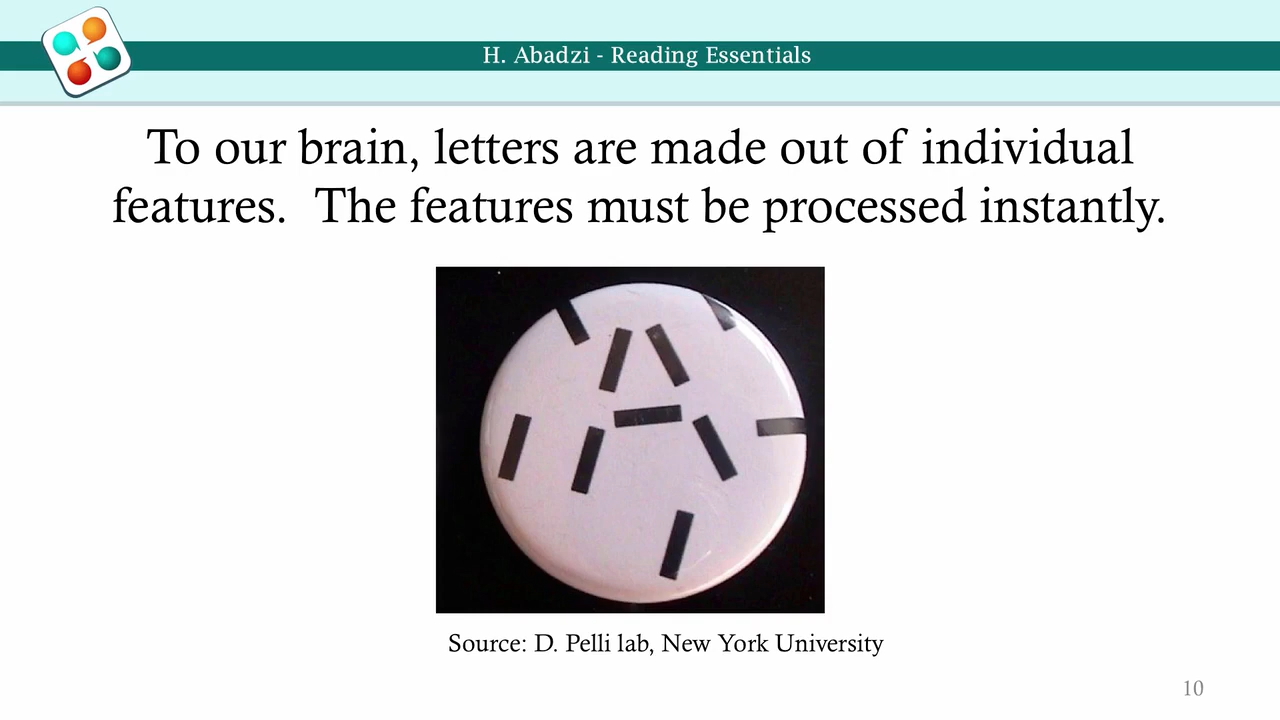 H. Abadzi - Reading Essentials
To our brain, letters are made out of individual
features.  The features must be processed instantly.
Source: D. Pelli lab, New York University
10